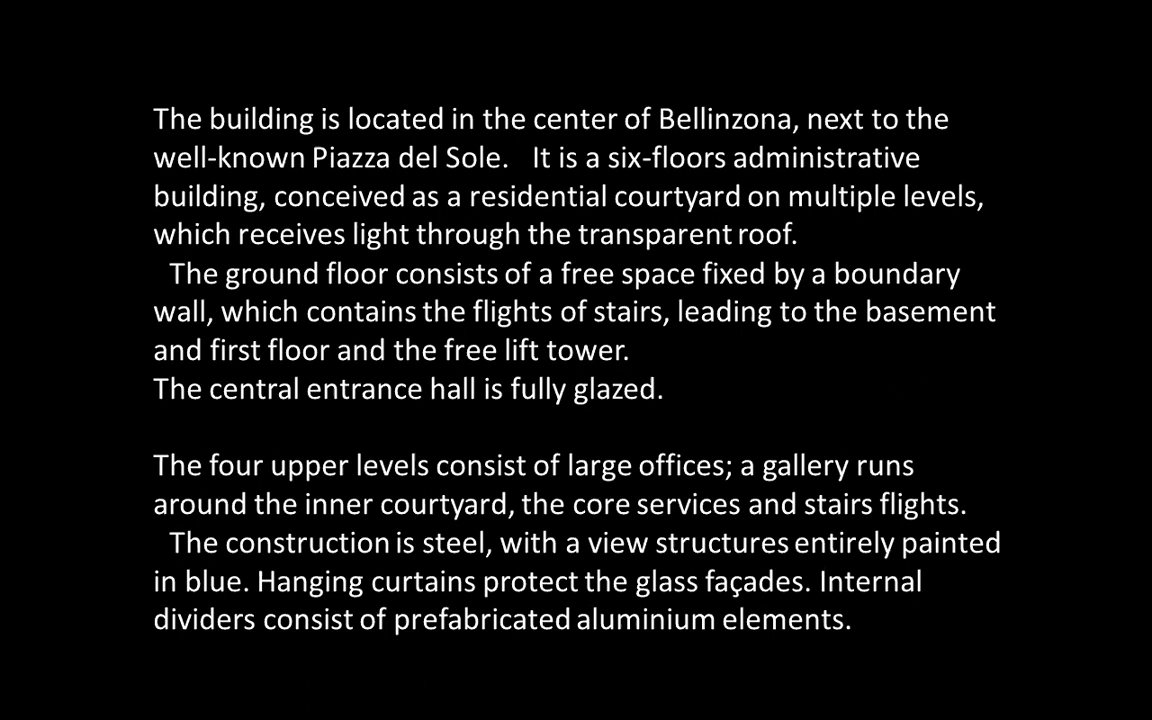 The building is located in the center of Bellinzona, next to the
well-known Piazza del Sole. It is a six-floors administrative
building, conceived as a residential courtyard on multiple levels,
which receives light through the transparent roof.
The ground floor consists of a free space fixed by a boundary
wall, which contains the flights of stairs, leading to the basement
and first floor and the free lift tower.
The central entrance hall is fully glazed.
The four upper levels consist of large offices; a gallery runs
around the inner courtyard, the core services and stairs flights.
The construction is steel, with a view structures entirely painted
in blue. Hanging curtains protect the glass façades. Internal
dividers consist of prefabricated aluminium elements.